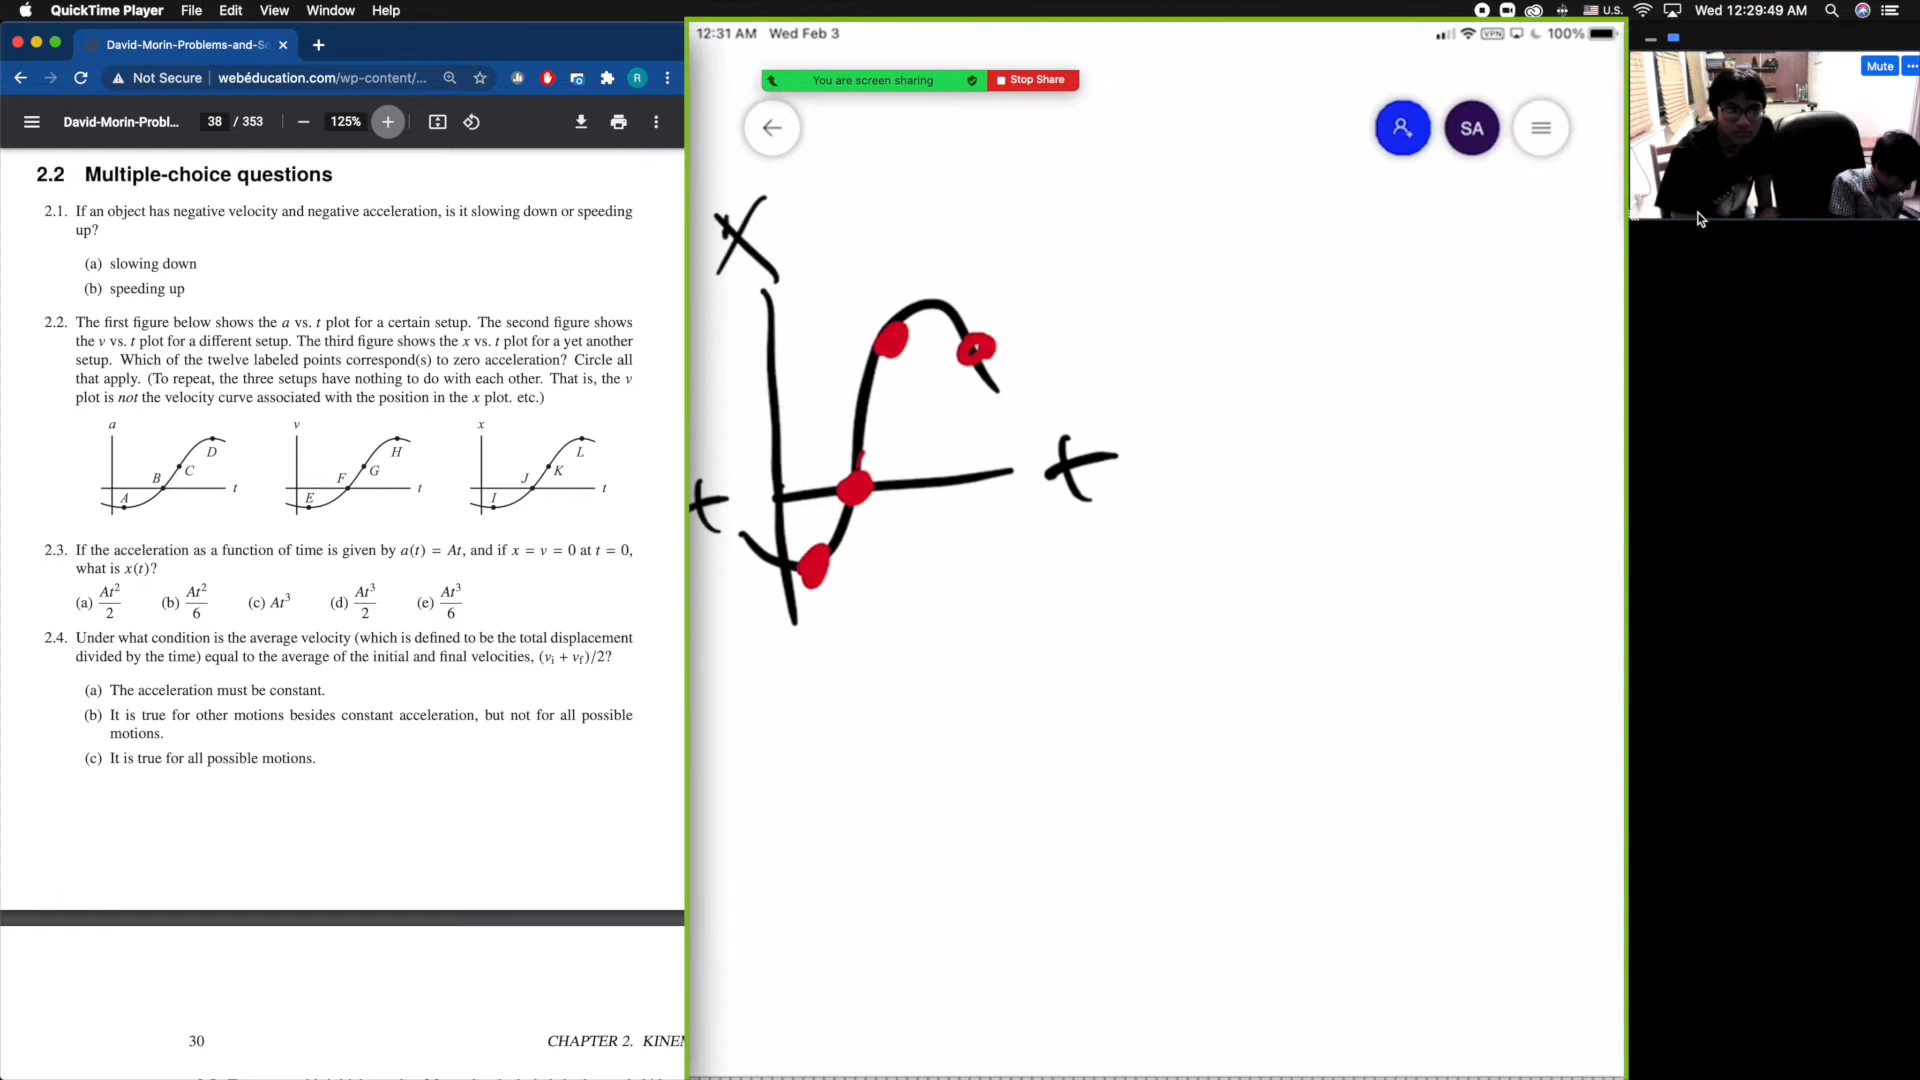 QuickTime Player File Edit View Window Help
U.S. Wed 12:29:49 AM
David-Morin-Problems-and-So
Not Secure webéducation.com/wp-content/... R
David-Morin-Probl... 38 / 353 125%
2.2 Multiple-choice questions
2.1. If an object has negative velocity and negative acceleration, is it slowing down or speeding
up?
(a) slowing down
(b) speeding up
2.2. The first figure below shows the a vs. t plot for a certain setup. The second figure shows
the v vs. t plot for a different setup. The third figure shows the x vs. t plot for a yet another
setup. Which of the twelve labeled points correspond(s) to zero acceleration? Circle all
that apply. (To repeat, the three setups have nothing to do with each other. That is, the v
plot is not the velocity curve associated with the position in the x plot. etc.)
a A B C D t
v E F G H t
x I J K L t
2.3. If the acceleration as a function of time is given by a(t) = At, and if x = v = 0 at t = 0,
what is x(t)?
(a) At²/2 (b) At²/6 (c) At³ (d) At³/2 (e) At³/6
2.4. Under what condition is the average velocity (which is defined to be the total displacement
divided by the time) equal to the average of the initial and final velocities, (vi + vf)/2?
(a) The acceleration must be constant.
(b) It is true for other motions besides constant acceleration, but not for all possible
motions.
(c) It is true for all possible motions.
30 CHAPTER 2. KINE
12:31 AM Wed Feb 3 VPN 100%
You are screen sharing Stop Share
SA
x
t
t
Mute